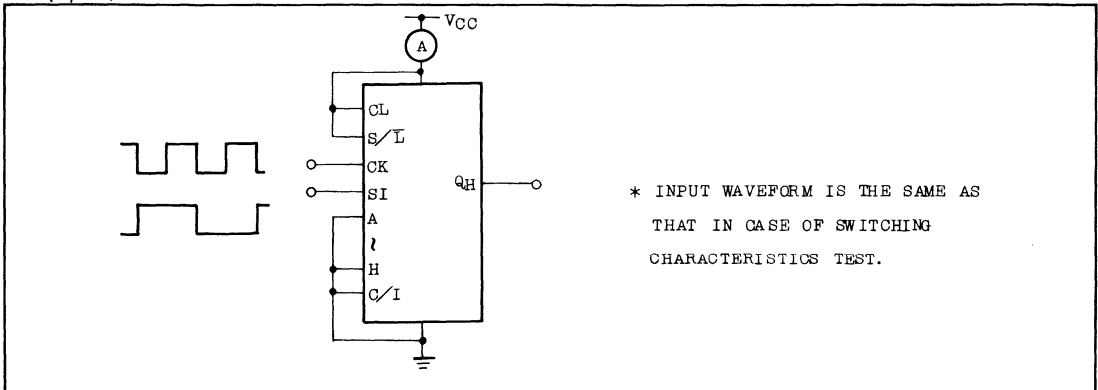 VCC
A
CL
S/L̅
CK
SI
A
≀
H
C/I
QH
* INPUT WAVEFORM IS THE SAME AS
THAT IN CASE OF SWITCHING
CHARACTERISTICS TEST.